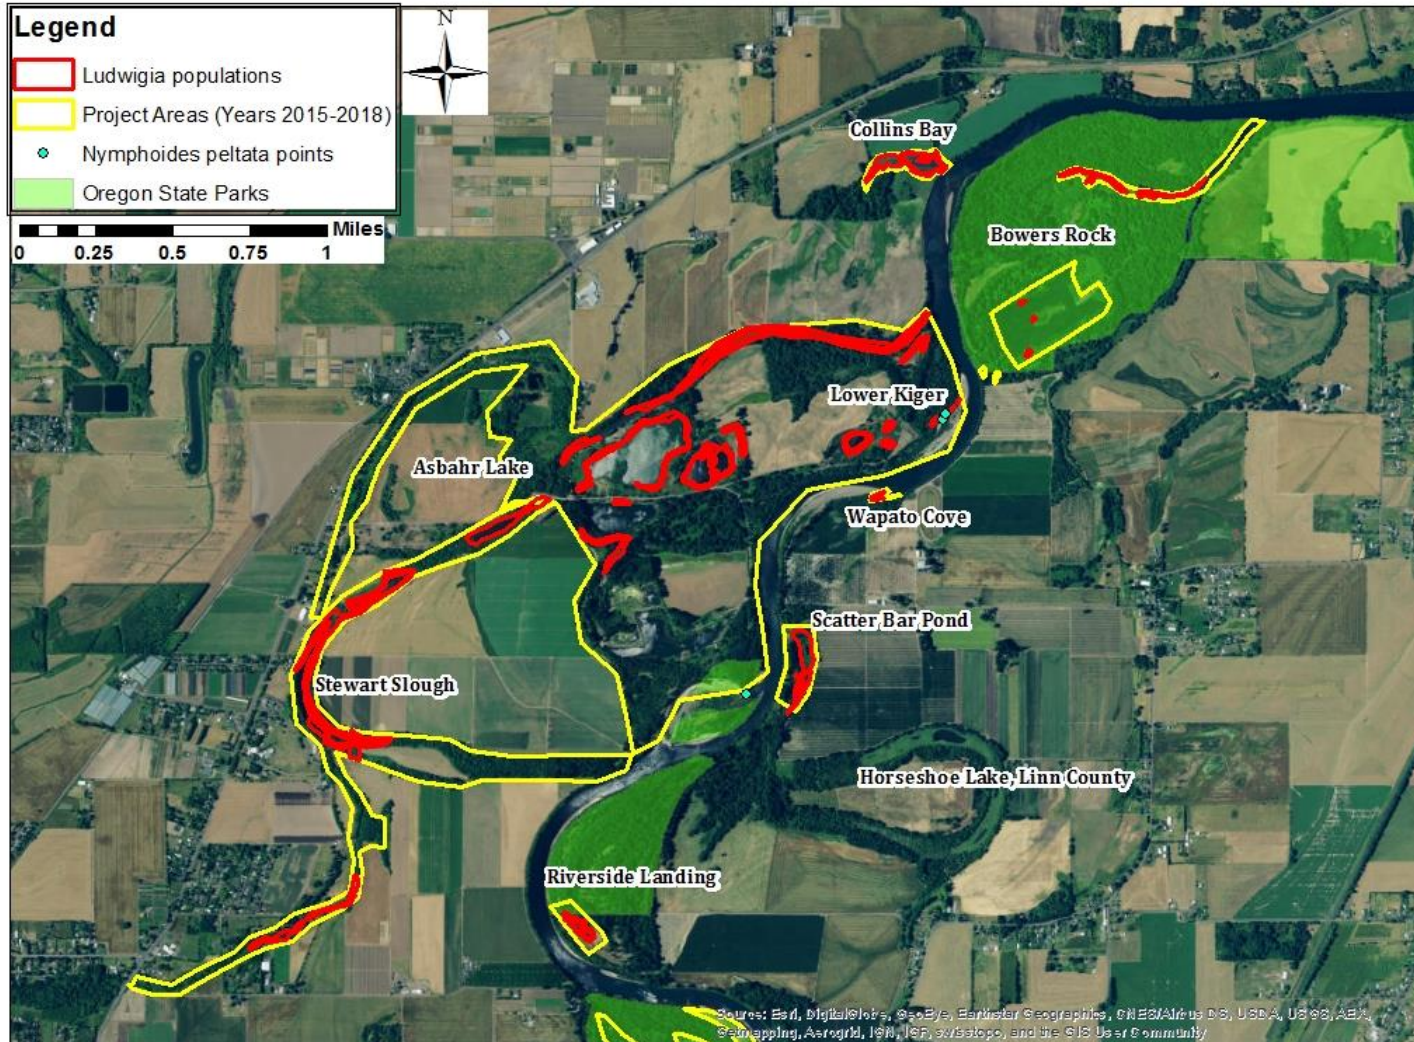 Legend
Ludwigia populations
Project Areas (Years 2015-2018)
Nymphoides peltata points
Oregon State Parks
N
Miles
0 0.25 0.5 0.75 1
Collins Bay
Bowers Rock
Lower Kiger
Asbahr Lake
Wapato Cove
Scatter Bar Pond
Stewart Slough
Horseshoe Lake, Linn County
Riverside Landing
Source: Esri, DigitalGlobe, GeoEye, Earthstar Geographics, CNES/Airbus DS, USDA, USGS, AEX,
Getmapping, Aerogrid, IGN, IGP, swisstopo, and the GIS User Community